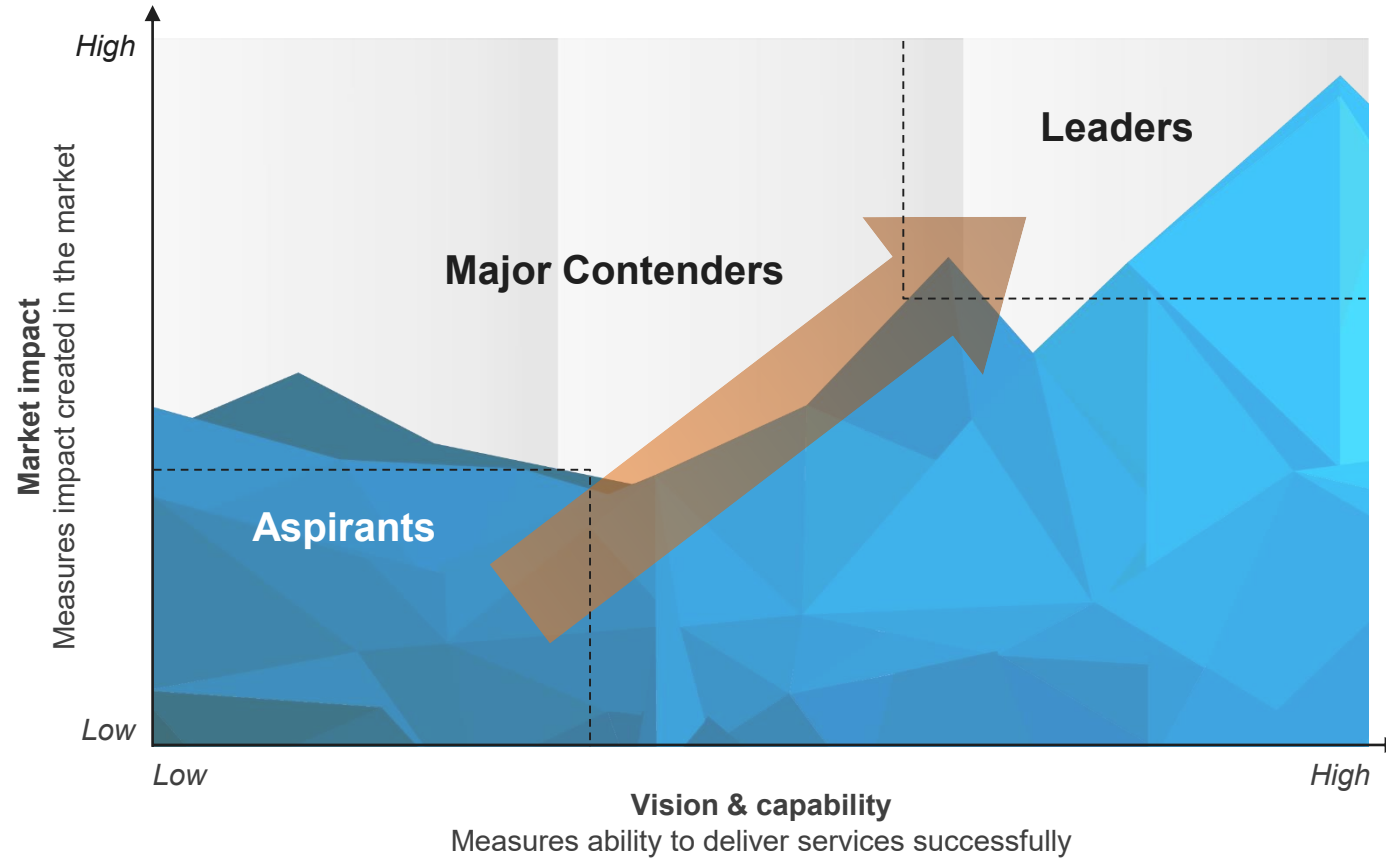 High
Leaders
Major Contenders
Market impact
Measures impact created in the market
Aspirants
Low
Low
High
Vision & capability
Measures ability to deliver services successfully